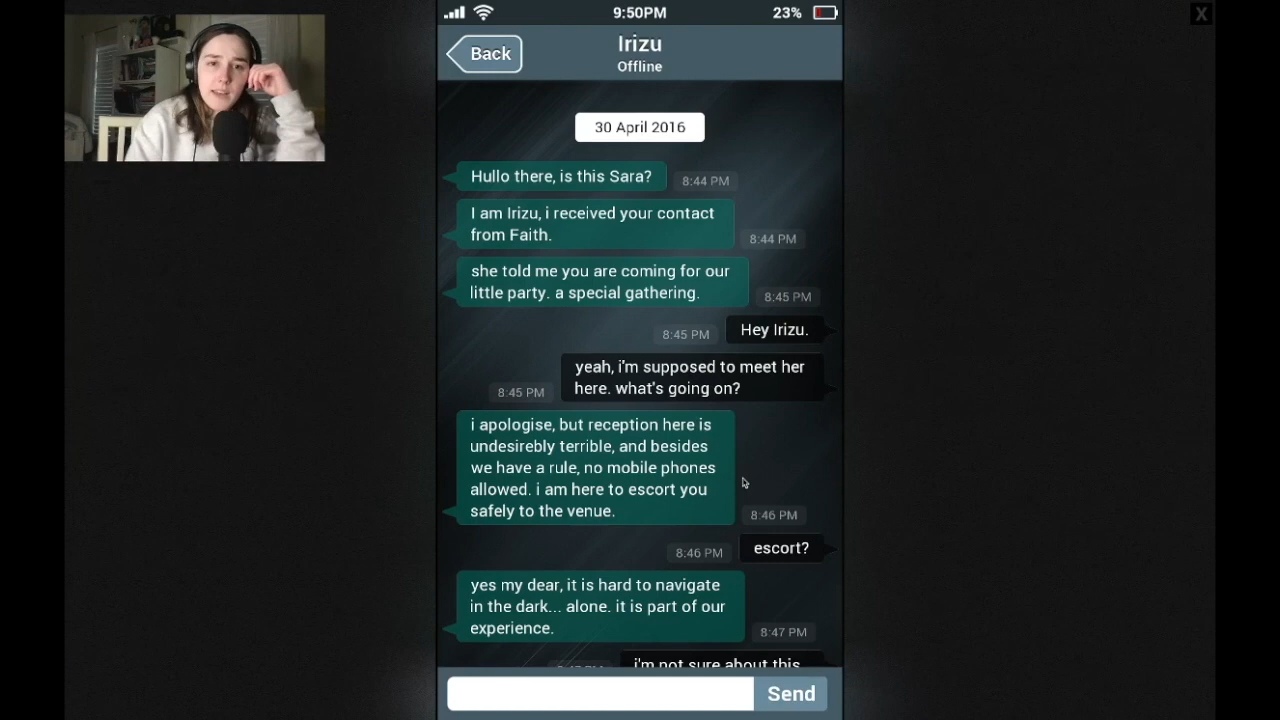 9:50PM
23%
X
Back
Irizu
Offline
30 April 2016
Hullo there, is this Sara?
8:44 PM
I am Irizu, i received your contact
from Faith.
8:44 PM
she told me you are coming for our
little party. a special gathering.
8:45 PM
Hey Irizu.
8:45 PM
yeah, i'm supposed to meet her
here. what's going on?
8:45 PM
i apologise, but reception here is
undesirebly terrible, and besides
we have a rule, no mobile phones
allowed. i am here to escort you
safely to the venue.
8:46 PM
escort?
8:46 PM
yes my dear, it is hard to navigate
in the dark... alone. it is part of our
experience.
8:47 PM
i'm not sure about this
Send